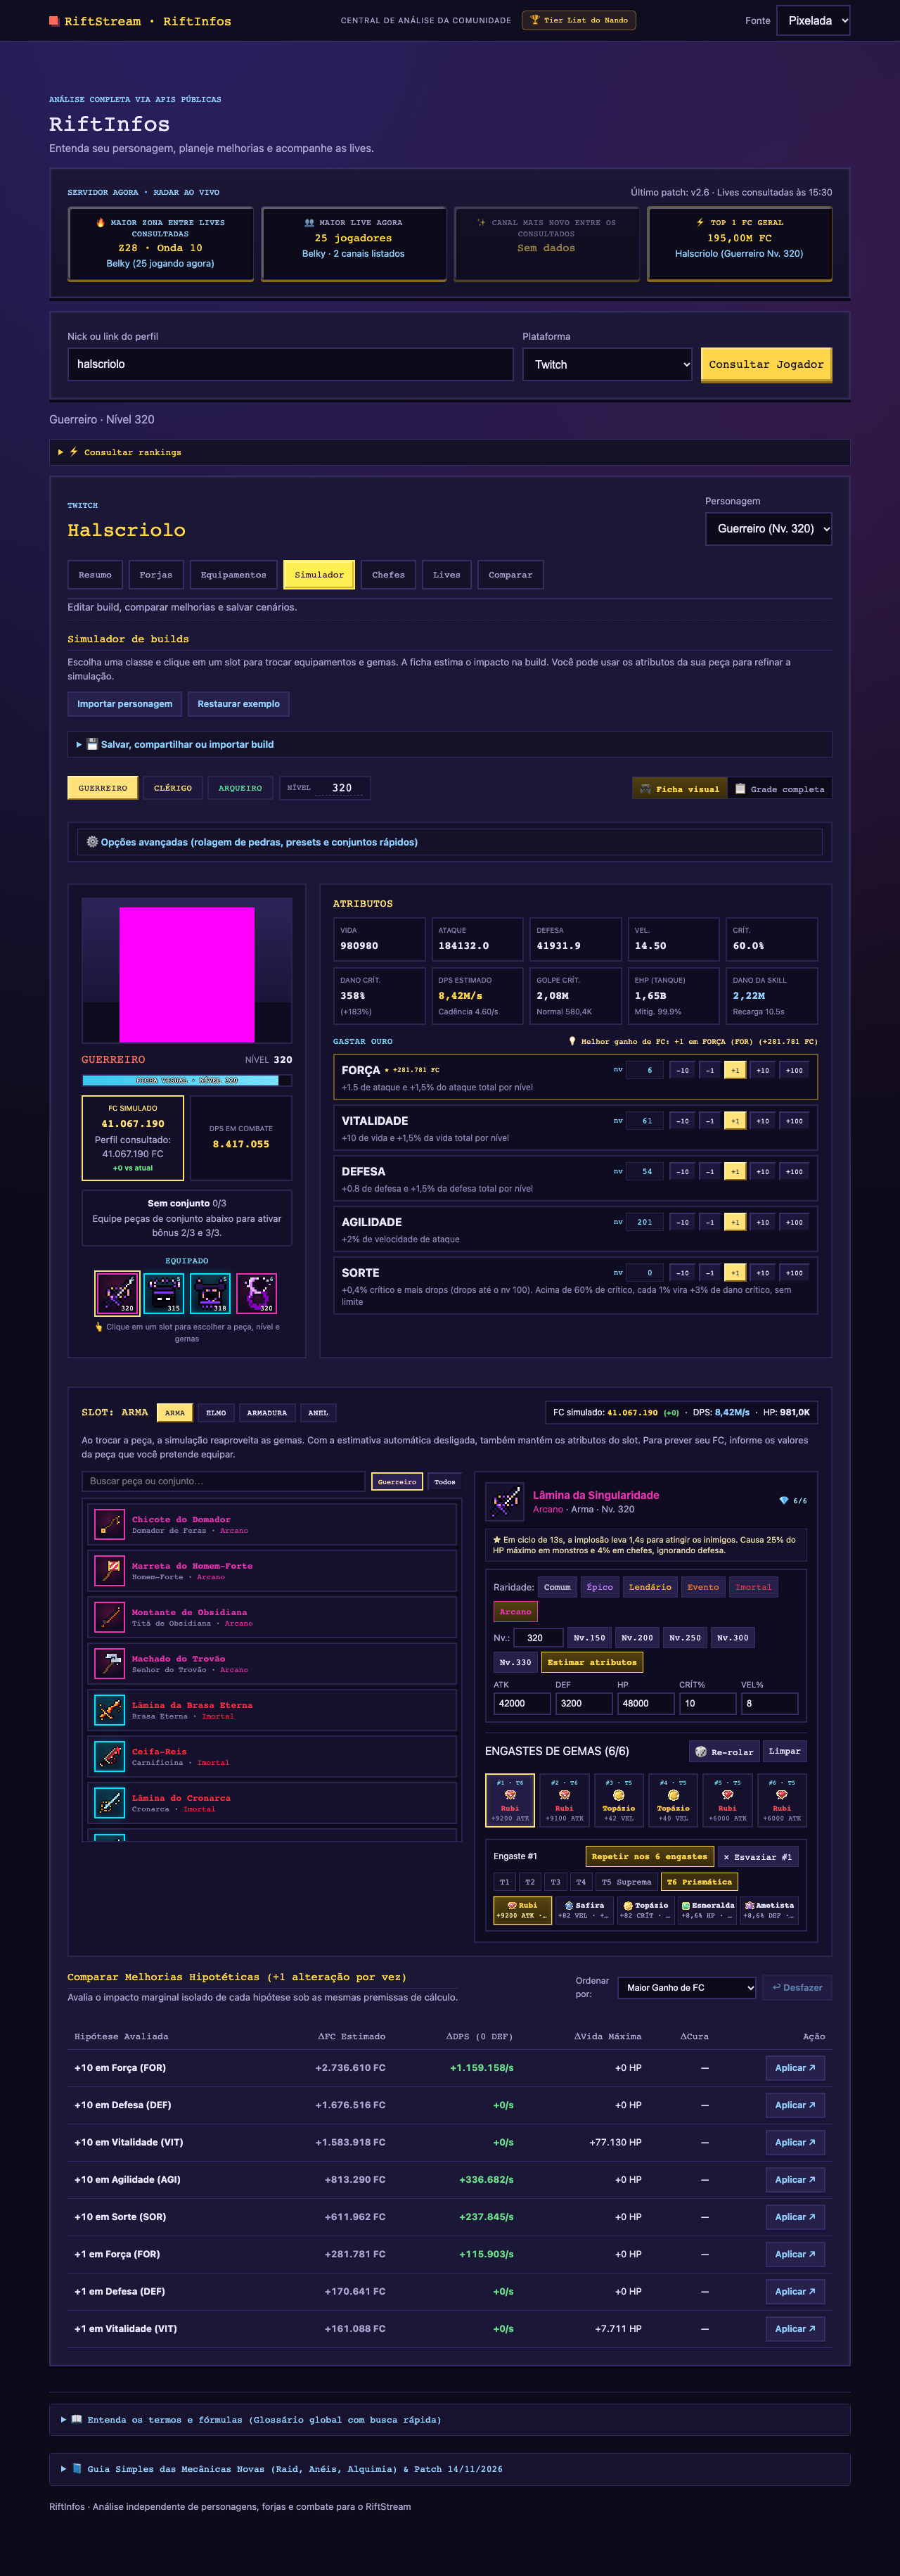 RiftStream · RiftInfos
CENTRAL DE ANÁLISE DA COMUNIDADE
🏆 Tier List do Nando
Fonte
Pixelada
ANÁLISE COMPLETA VIA APIS PÚBLICAS
RiftInfos
Entenda seu personagem, planeje melhorias e acompanhe as lives.
SERVIDOR AGORA · RADAR AO VIVO
Último patch: v2.6 · Lives consultadas às 15:30
🔥 MAIOR ZONA ENTRE LIVES CONSULTADAS
Z28 · Onda 10
Belky (25 jogando agora)
👥 MAIOR LIVE AGORA
25 jogadores
Belky · 2 canais listados
✨ CANAL MAIS NOVO ENTRE OS CONSULTADOS
Sem dados
⚡ TOP 1 FC GERAL
195,00M FC
Halscriolo (Guerreiro Nv. 320)
Nick ou link do perfil
halscriolo
Plataforma
Twitch
Consultar Jogador
Guerreiro · Nível 320
▶ ⚡ Consultar rankings
TWITCH
Halscriolo
Personagem
Guerreiro (Nv. 320)
Resumo
Forjas
Equipamentos
Simulador
Chefes
Lives
Comparar
Editar build, comparar melhorias e salvar cenários.
Simulador de builds
Escolha uma classe e clique em um slot para trocar equipamentos e gemas. A ficha estima o impacto na build. Você pode usar os atributos da sua peça para refinar a
simulação.
Importar personagem
Restaurar exemplo
▶ 💾 Salvar, compartilhar ou importar build
GUERREIRO
CLÉRIGO
ARQUEIRO
NÍVEL 320
🎮 Ficha visual
📋 Grade completa
⚙️ Opções avançadas (rolagem de pedras, presets e conjuntos rápidos)
GUERREIRO
NÍVEL 320
FICHA VISUAL · NÍVEL 320
FC SIMULADO
41.067.190
Perfil consultado:
41.067.190 FC
+0 vs atual
DPS EM COMBATE
8.417.055
Sem conjunto 0/3
Equipe peças de conjunto abaixo para ativar
bônus 2/3 e 3/3.
EQUIPADO
6 320
5 315
5 318
6 320
👆 Clique em um slot para escolher a peça, nível e
gemas
ATRIBUTOS
VIDA
980980
ATAQUE
184132.0
DEFESA
41931.9
VEL.
14.50
CRÍT.
60.0%
DANO CRÍT.
358%
(+183%)
DPS ESTIMADO
8,42M/s
Cadência 4.60/s
GOLPE CRÍT.
2,08M
Normal 580,4K
EHP (TANQUE)
1,65B
Mitig. 99.9%
DANO DA SKILL
2,22M
Recarga 10.5s
GASTAR OURO
💡 Melhor ganho de FC: +1 em FORÇA (FOR) (+281.781 FC)
FORÇA ★ +281.781 FC
+1.5 de ataque e +1,5% do ataque total por nível
nv 6 −10 −1 +1 +10 +100
VITALIDADE
+10 de vida e +1,5% da vida total por nível
nv 61 −10 −1 +1 +10 +100
DEFESA
+0.8 de defesa e +1,5% da defesa total por nível
nv 54 −10 −1 +1 +10 +100
AGILIDADE
+2% de velocidade de ataque
nv 201 −10 −1 +1 +10 +100
SORTE
nv 0 −10 −1 +1 +10 +100
+0,4% crítico e mais drops (drops até o nv 100). Acima de 60% de crítico, cada 1% vira +3% de dano crítico, sem
limite
SLOT: ARMA
ARMA
ELMO
ARMADURA
ANEL
FC simulado: 41.067.190 (+0) · DPS: 8,42M/s · HP: 981,0K
Ao trocar a peça, a simulação reaproveita as gemas. Com a estimativa automática desligada, também mantém os atributos do slot. Para prever seu FC, informe os valores
da peça que você pretende equipar.
Buscar peça ou conjunto...
Guerreiro
Todos
Chicote do Domador
Domador de Feras · Arcano
Marreta do Homem-Forte
Homem-Forte · Arcano
Montante de Obsidiana
Titã de Obsidiana · Arcano
Machado do Trovão
Senhor do Trovão · Arcano
Lâmina da Brasa Eterna
Brasa Eterna · Imortal
Ceifa-Reis
Carnificina · Imortal
Lâmina do Cronarca
Cronarca · Imortal
Lâmina da Singularidade
Arcano · Arma · Nv. 320
💎 6/6
★ Em ciclo de 13s, a implosão leva 1,4s para atingir os inimigos. Causa 25% do
HP máximo em monstros e 4% em chefes, ignorando defesa.
Raridade: Comum Épico Lendário Evento Imortal
Arcano
Nv.: 320 Nv.150 Nv.200 Nv.250 Nv.300
Nv.330 Estimar atributos
ATK DEF HP CRÍT% VEL%
42000 3200 48000 10 8
ENGASTES DE GEMAS (6/6)
🎲 Re-rolar
Limpar
#1 · T6 Rubi +9200 ATK
#2 · T6 Rubi +9100 ATK
#3 · T5 Topázio +42 VEL
#4 · T5 Topázio +40 VEL
#5 · T5 Rubi +6000 ATK
#6 · T5 Rubi +6000 ATK
Engaste #1
Repetir nos 6 engastes
× Esvaziar #1
T1 T2 T3 T4 T5 Suprema T6 Prismática
Rubi Safira Topázio Esmeralda Ametista
+9200 ATK ·… +82 VEL · +… +82 CRÍT · … +8,6% HP · … +8,6% DEF ·…
Comparar Melhorias Hipotéticas (+1 alteração por vez)
Avalia o impacto marginal isolado de cada hipótese sob as mesmas premissas de cálculo.
Ordenar
por:
Maior Ganho de FC
↩ Desfazer
Hipótese Avaliada ΔFC Estimado ΔDPS (0 DEF) ΔVida Máxima ΔCura Ação
+10 em Força (FOR) +2.736.610 FC +1.159.158/s +0 HP — Aplicar ↗
+10 em Defesa (DEF) +1.676.516 FC +0/s +0 HP — Aplicar ↗
+10 em Vitalidade (VIT) +1.583.918 FC +0/s +77.130 HP — Aplicar ↗
+10 em Agilidade (AGI) +813.290 FC +336.682/s +0 HP — Aplicar ↗
+10 em Sorte (SOR) +611.962 FC +237.845/s +0 HP — Aplicar ↗
+1 em Força (FOR) +281.781 FC +115.903/s +0 HP — Aplicar ↗
+1 em Defesa (DEF) +170.641 FC +0/s +0 HP — Aplicar ↗
+1 em Vitalidade (VIT) +161.088 FC +0/s +7.711 HP — Aplicar ↗
▶ 📖 Entenda os termos e fórmulas (Glossário global com busca rápida)
▶ 📘 Guia Simples das Mecânicas Novas (Raid, Anéis, Alquimia) & Patch 14/11/2026
RiftInfos · Análise independente de personagens, forjas e combate para o RiftStream